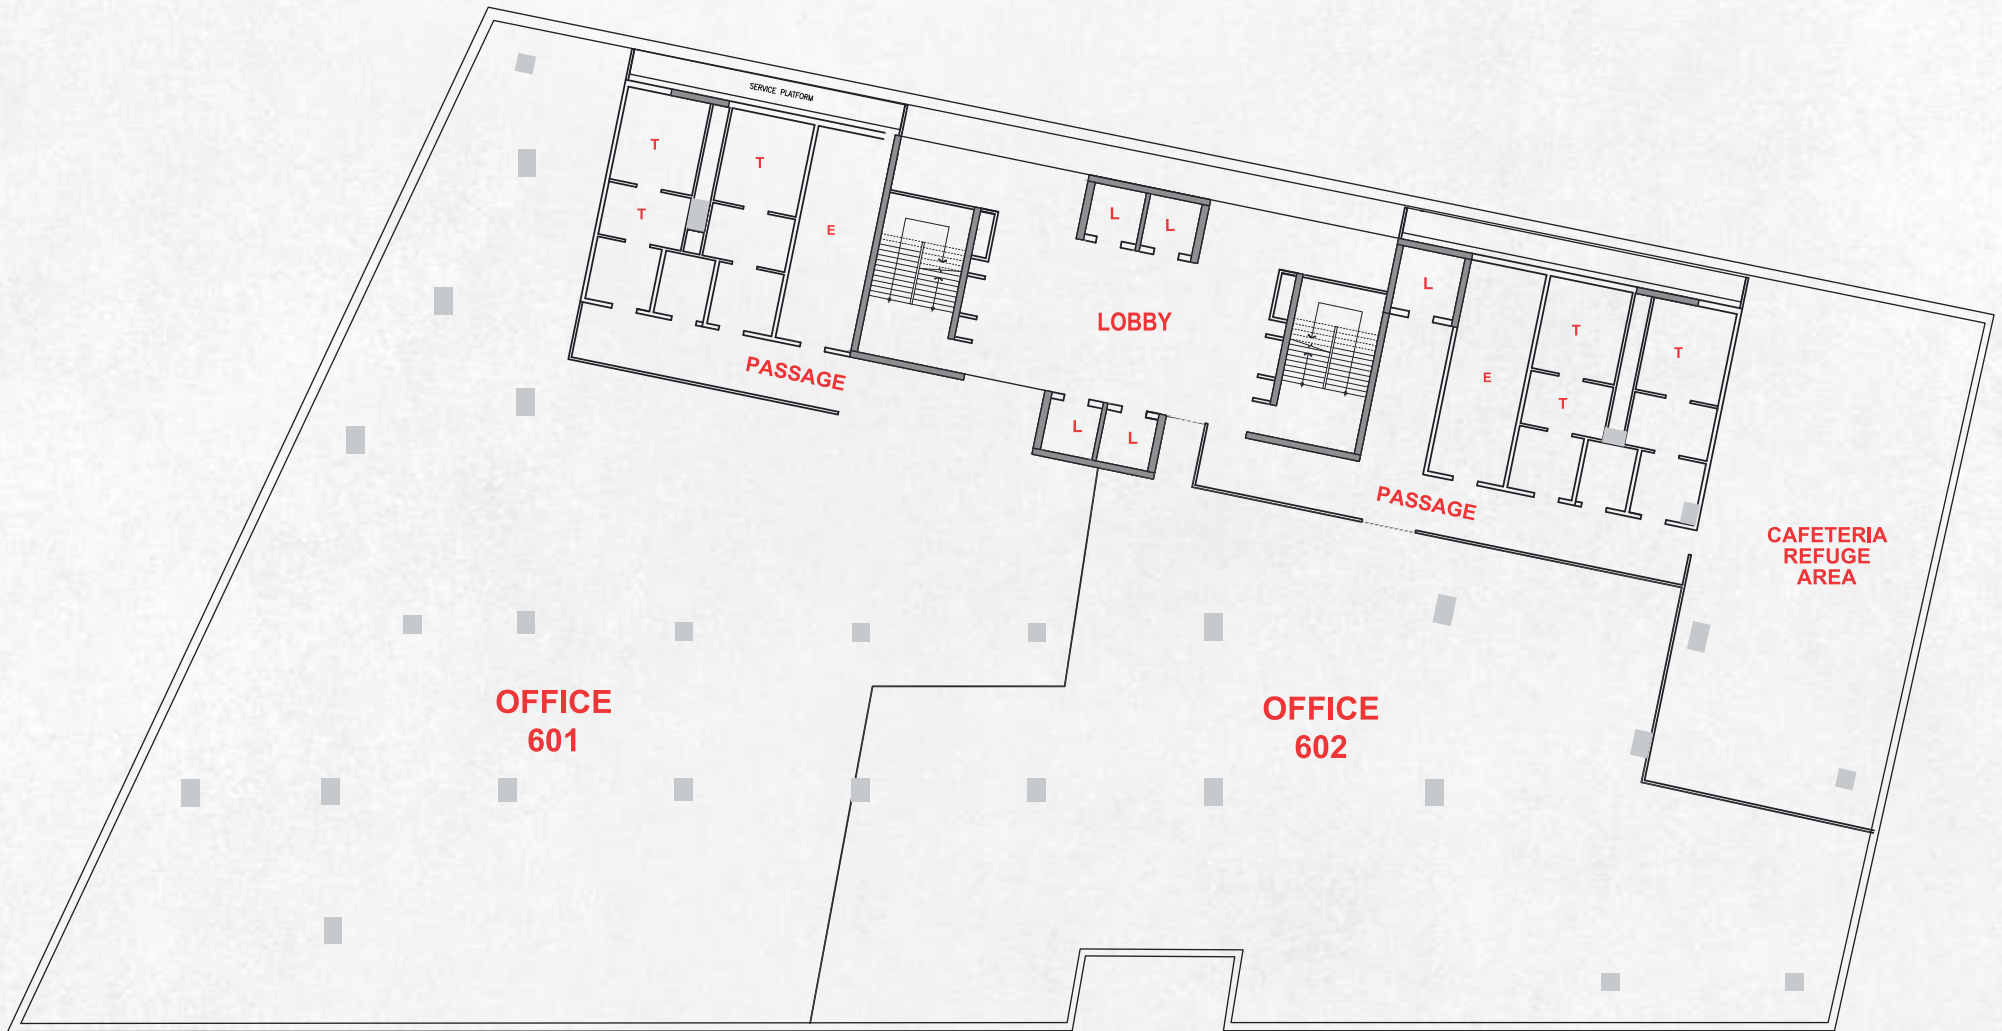 SERVICE PLATFORM
T
T
T
E
L
L
LOBBY
L
PASSAGE
T
T
E
T
L
L
PASSAGE
CAFETERIA
REFUGE
AREA
OFFICE
601
OFFICE
602